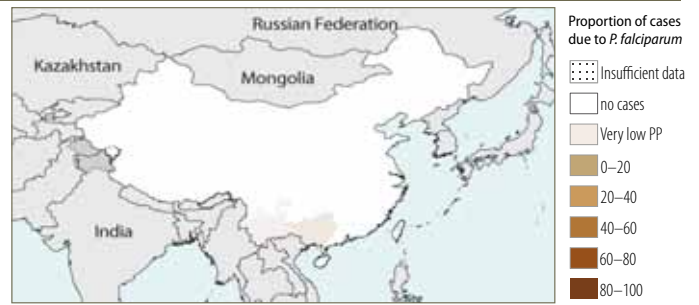 Russian Federation
Kazakhstan
Mongolia
India
Proportion of cases
due to P. falciparum
Insufficient data
no cases
Very low PP
0–20
20–40
40–60
60–80
80–100